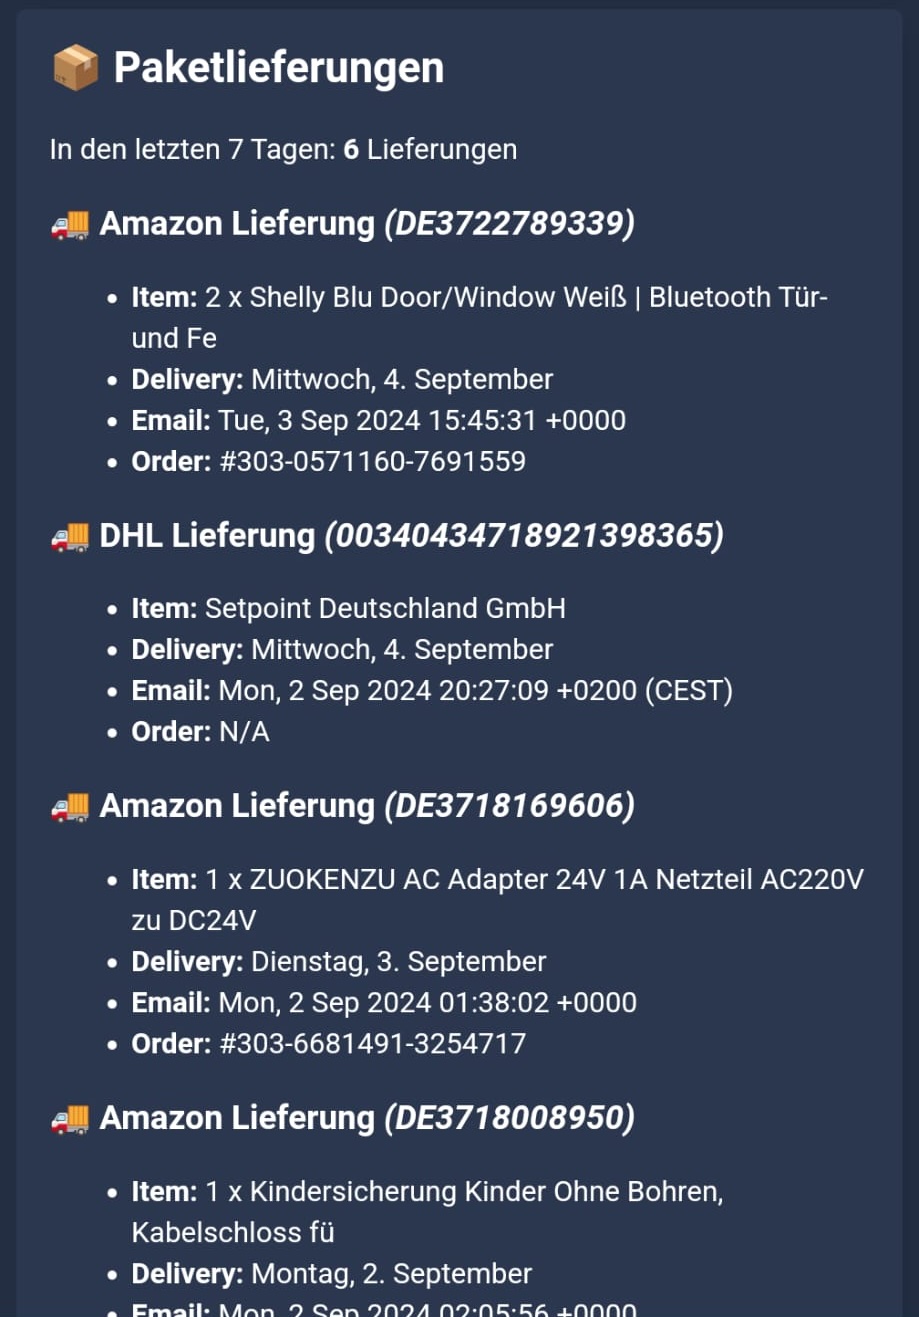 Paketlieferungen
In den letzten 7 Tagen: 6 Lieferungen
Amazon Lieferung (DE3722789339)
• Item: 2 x Shelly Blu Door/Window Weiß | Bluetooth Tür-
und Fe
• Delivery: Mittwoch, 4. September
• Email: Tue, 3 Sep 2024 15:45:31 +0000
• Order: #303-0571160-7691559
DHL Lieferung (00340434718921398365)
• Item: Setpoint Deutschland GmbH
• Delivery: Mittwoch, 4. September
• Email: Mon, 2 Sep 2024 20:27:09 +0200 (CEST)
• Order: N/A
Amazon Lieferung (DE3718169606)
• Item: 1 x ZUOKENZU AC Adapter 24V 1A Netzteil AC220V
zu DC24V
• Delivery: Dienstag, 3. September
• Email: Mon, 2 Sep 2024 01:38:02 +0000
• Order: #303-6681491-3254717
Amazon Lieferung (DE3718008950)
• Item: 1 x Kindersicherung Kinder Ohne Bohren,
Kabelschloss fü
• Delivery: Montag, 2. September
• Email: Mon, 2 Sep 2024 02:05:56 +0000